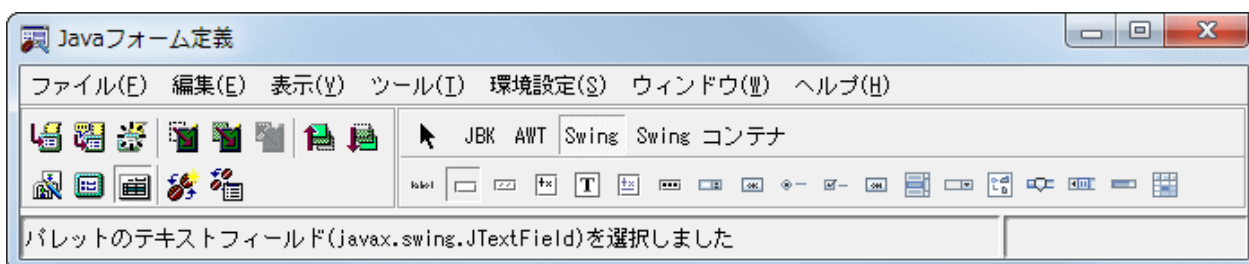 Javaフォーム定義
ファイル(F) 編集(E) 表示(V) ツール(T) 環境設定(S) ウィンドウ(W) ヘルプ(H)
JBK AWT Swing Swing コンテナ
label
パレットのテキストフィールド(javax.swing.JTextField)を選択しました